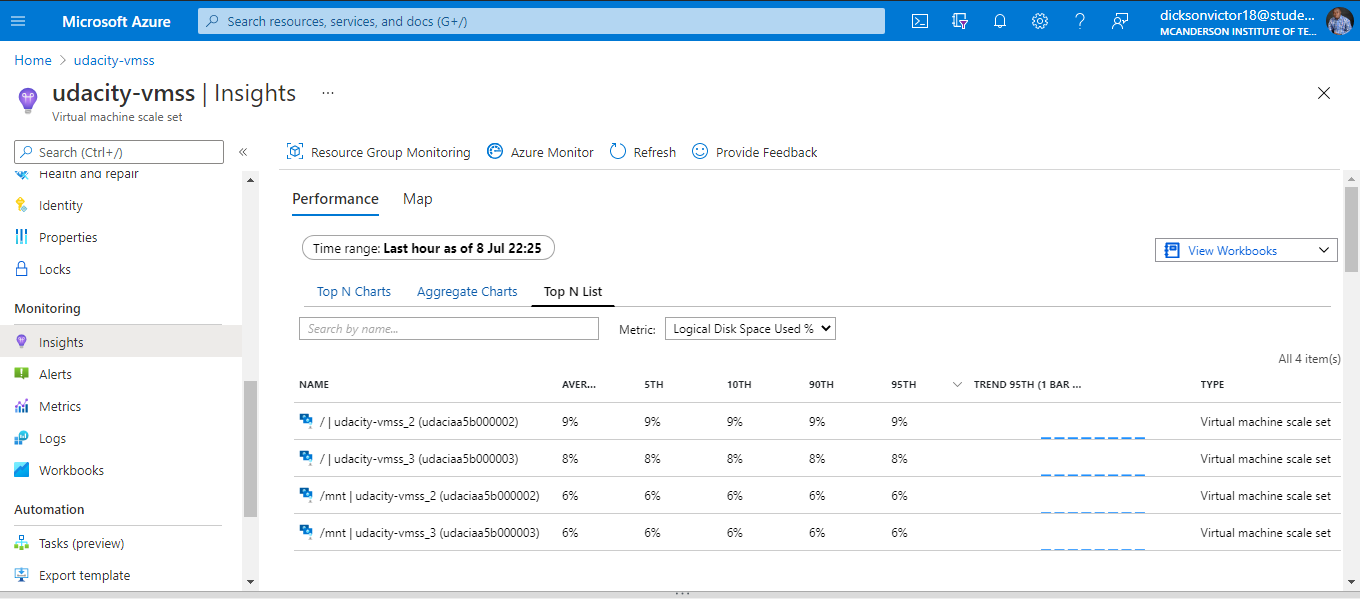 Microsoft Azure
Search resources, services, and docs (G+/)
dicksonvictor18@stude...
MCANDERSON INSTITUTE OF TE...
Home > udacity-vmss
udacity-vmss | Insights ...
Virtual machine scale set
Search (Ctrl+/)
«
Health and repair
Identity
Properties
Locks
Monitoring
Insights
Alerts
Metrics
Logs
Workbooks
Automation
Tasks (preview)
Export template
Resource Group Monitoring Azure Monitor Refresh Provide Feedback
Performance Map
Time range: Last hour as of 8 Jul 22:25
View Workbooks
Top N Charts Aggregate Charts Top N List
Search by name...
Metric: Logical Disk Space Used %
All 4 item(s)
NAME AVER... 5TH 10TH 90TH 95TH TREND 95TH (1 BAR ... TYPE
/ | udacity-vmss_2 (udaciaa5b000002) 9% 9% 9% 9% 9% Virtual machine scale set
/ | udacity-vmss_3 (udaciaa5b000003) 8% 8% 8% 8% 8% Virtual machine scale set
/mnt | udacity-vmss_2 (udaciaa5b000002) 6% 6% 6% 6% 6% Virtual machine scale set
/mnt | udacity-vmss_3 (udaciaa5b000003) 6% 6% 6% 6% 6% Virtual machine scale set